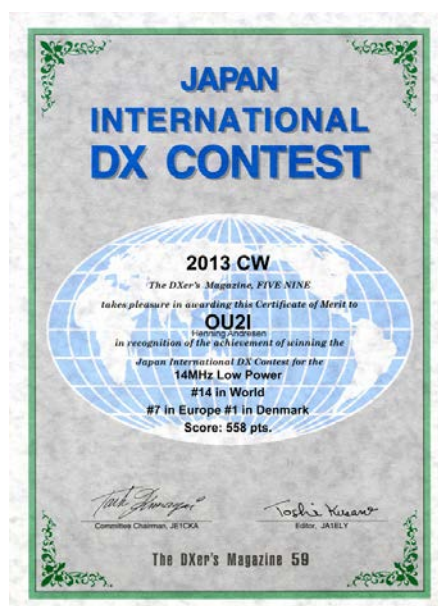 JAPAN
INTERNATIONAL
DX CONTEST
2013 CW
The DXer's Magazine, FIVE NINE
takes pleasure in awarding this Certificate of Merit to
OU2I
Henning Andresen
in recognition of the achievement of winning the
Japan International DX Contest for the
14MHz Low Power
#14 in World
#7 in Europe #1 in Denmark
Score: 558 pts.
Toshi Kusano
Committee Chairman, JE1CKA
Editor, JA1ELY
The DXer's Magazine 59